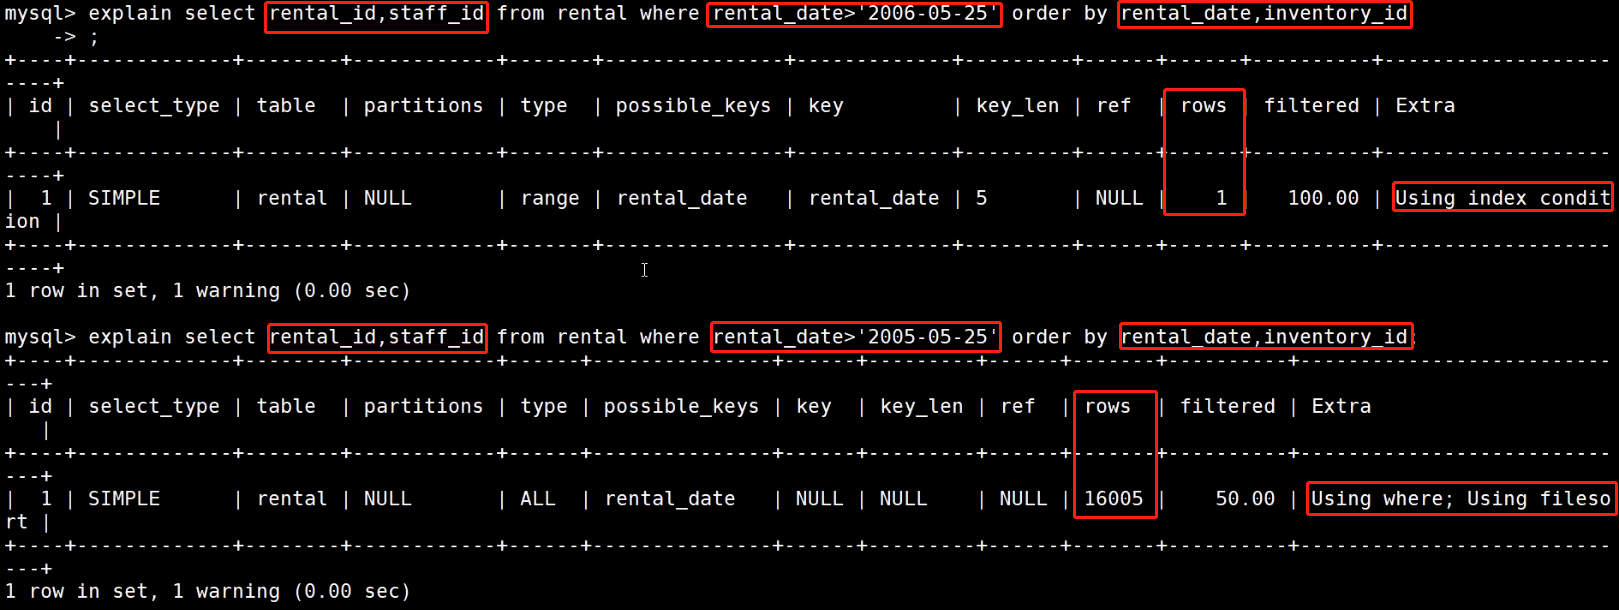 mysql> explain select rental_id,staff_id from rental where rental_date>'2006-05-25' order by rental_date,inventory_id
    -> ;
+----+-------------+--------+------------+-------+---------------+-------------+---------+------+------+----------+-------------------
----+
| id | select_type | table  | partitions | type  | possible_keys | key         | key_len | ref  | rows | filtered | Extra
    |
+----+-------------+--------+------------+-------+---------------+-------------+---------+------+------+----------+-------------------
----+
|  1 | SIMPLE      | rental | NULL       | range | rental_date   | rental_date | 5       | NULL |    1 |   100.00 | Using index condit
ion |
+----+-------------+--------+------------+-------+---------------+-------------+---------+------+------+----------+-------------------
----+
1 row in set, 1 warning (0.00 sec)
mysql> explain select rental_id,staff_id from rental where rental_date>'2005-05-25' order by rental_date,inventory_id;
+----+-------------+--------+------------+------+---------------+------+---------+------+-------+----------+--------------------------
---+
| id | select_type | table  | partitions | type | possible_keys | key  | key_len | ref  | rows  | filtered | Extra
   |
+----+-------------+--------+------------+------+---------------+------+---------+------+-------+----------+--------------------------
---+
|  1 | SIMPLE      | rental | NULL       | ALL  | rental_date   | NULL | NULL    | NULL | 16005 |    50.00 | Using where; Using fileso
rt |
+----+-------------+--------+------------+------+---------------+------+---------+------+-------+----------+--------------------------
---+
1 row in set, 1 warning (0.00 sec)